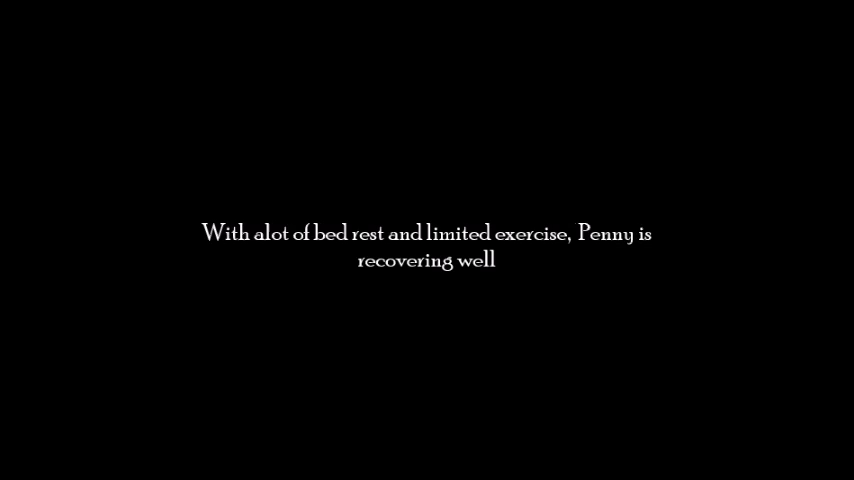 With alot of bed rest and limited exercise, Penny is
recovering well